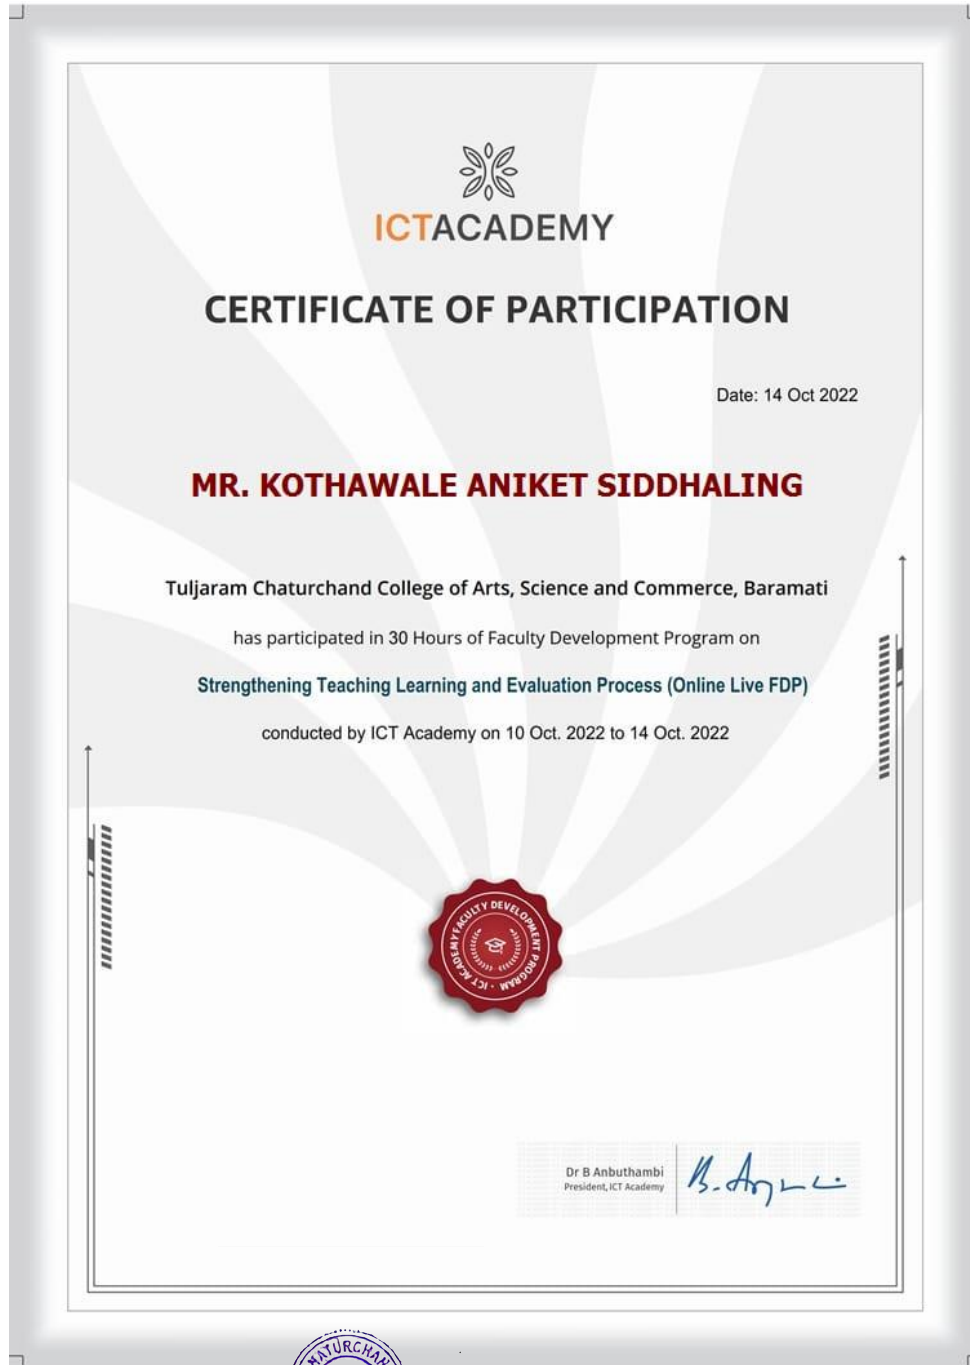 ICTACADEMY
CERTIFICATE OF PARTICIPATION
Date: 14 Oct 2022
MR. KOTHAWALE ANIKET SIDDHALING
Tuljaram Chaturchand College of Arts, Science and Commerce, Baramati
has participated in 30 Hours of Faculty Development Program on
Strengthening Teaching Learning and Evaluation Process (Online Live FDP)
conducted by ICT Academy on 10 Oct. 2022 to 14 Oct. 2022
ICT ACADEMY FACULTY DEVELOPMENT PROGRAM
Dr B Anbuthambi
President, ICT Academy